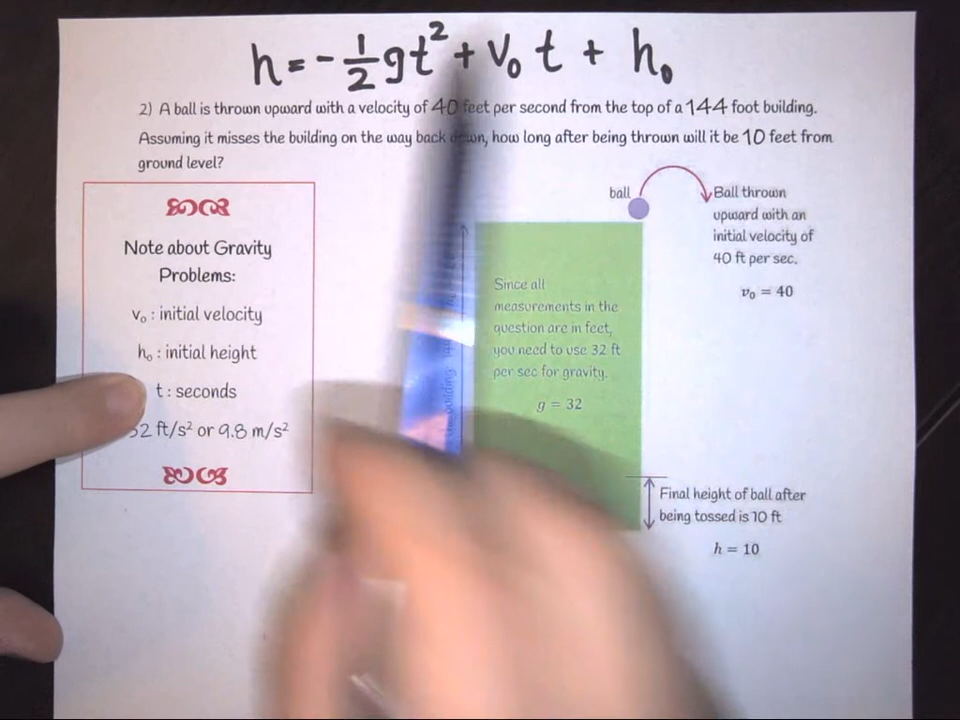 h = -1/2 gt² + v₀ t + h₀
2) A ball is thrown upward with a velocity of 40 feet per second from the top of a 144 foot building.
Assuming it misses the building on the way back down, how long after being thrown will it be 10 feet from
ground level?
Note about Gravity
Problems:
v₀ : initial velocity
h₀ : initial height
t : seconds
32 ft/s² or 9.8 m/s²
building
Since all
measurements in the
question are in feet,
you need to use 32 ft
per sec for gravity.
g = 32
ball
Ball thrown
upward with an
initial velocity of
40 ft per sec.
v₀ = 40
Final height of ball after
being tossed is 10 ft
h = 10